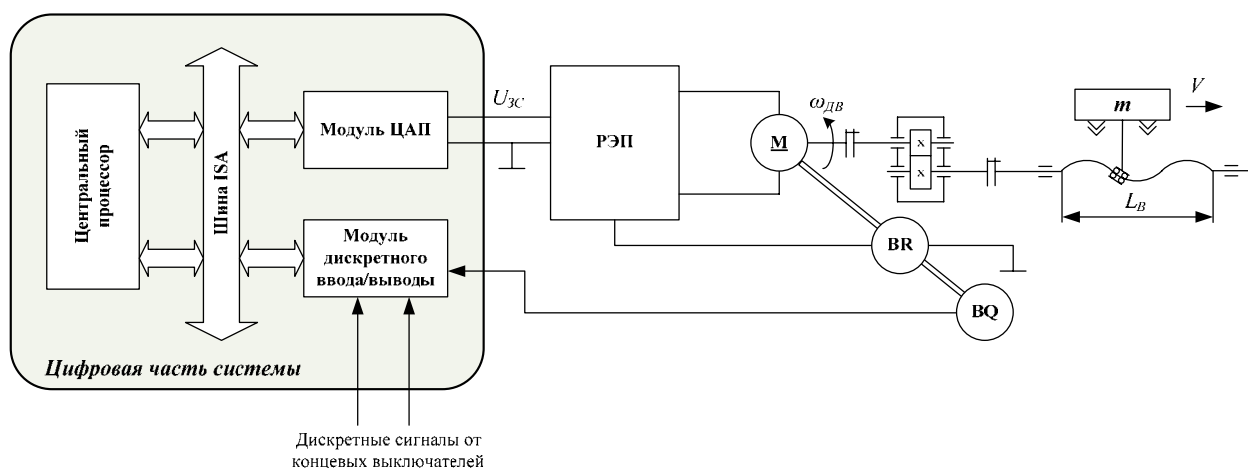 Центральный
процессор
Шина ISA
Модуль ЦАП
Модуль
дискретного
ввода/выводы
Цифровая часть системы
Дискретные сигналы от
концевых выключателей
U_ЗС
РЭП
M
ω_ДВ
x
x
BR
BQ
m
V
L_В